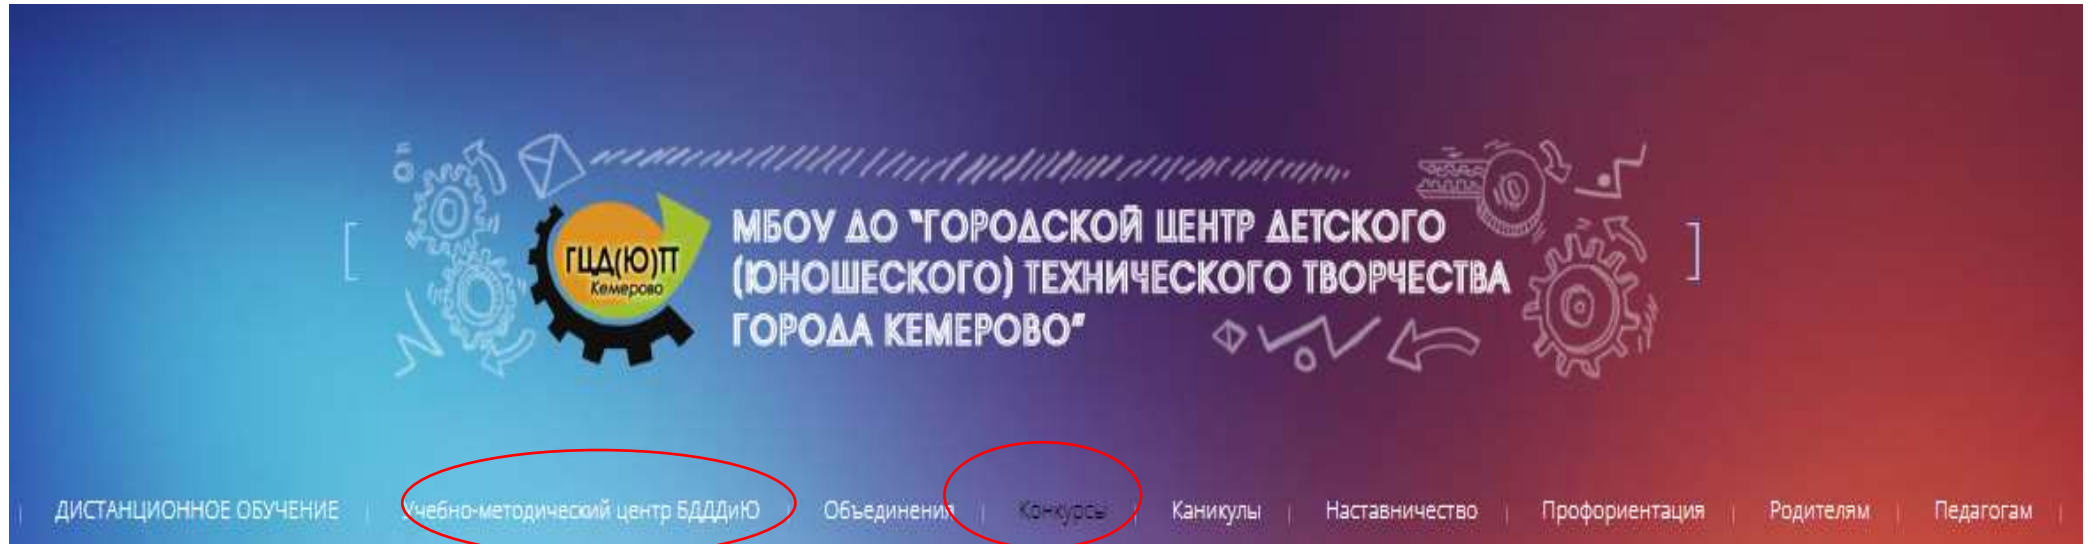 ГЦД(Ю)ТТ
Кемерово
МБОУ ДО "ГОРОДСКОЙ ЦЕНТР ДЕТСКОГО
(ЮНОШЕСКОГО) ТЕХНИЧЕСКОГО ТВОРЧЕСТВА
ГОРОДА КЕМЕРОВО"
ДИСТАНЦИОННОЕ ОБУЧЕНИЕ | Учебно-методический центр БДДДиЮ Объединения | Конкурсы | Каникулы | Наставничество | Профориентация | Родителям | Педагогам |